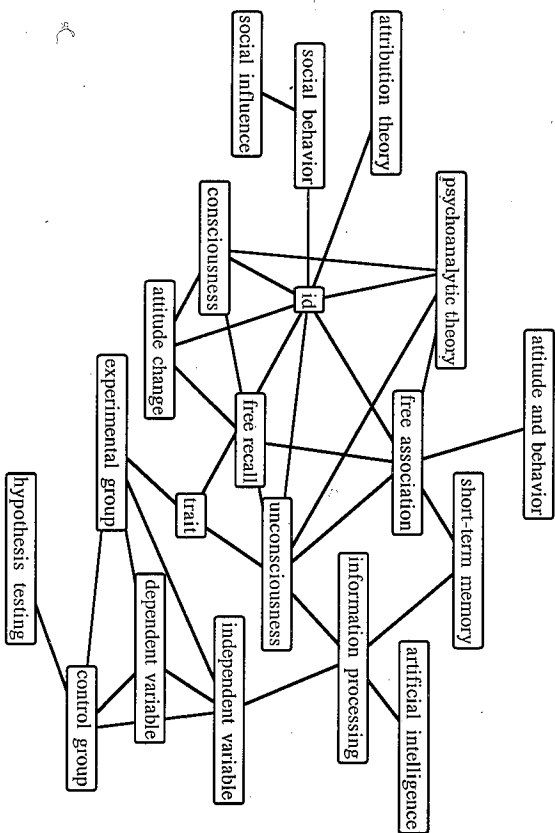 attitude and behavior
short-term memory
artificial intelligence
psychoanalytic theory
free association
attribution theory
information processing
id
social behavior
unconsciousness
social influence
free recall
independent variable
consciousness
trait
attitude change
dependent variable
experimental group
control group
hypothesis testing